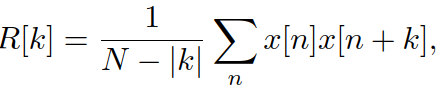 R[k] = \frac{1}{N - |k|} \sum_{n} x[n]x[n + k],